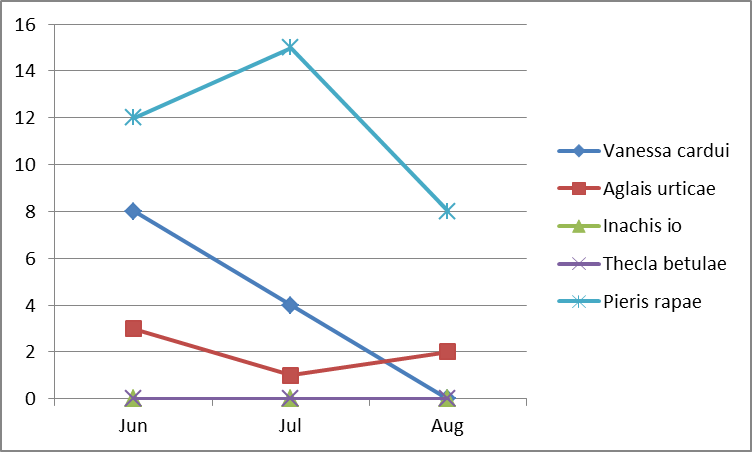 16
14
12
10
8
6
4
2
0
Jun Jul Aug
Vanessa cardui
Aglais urticae
Inachis io
Thecla betulae
Pieris rapae